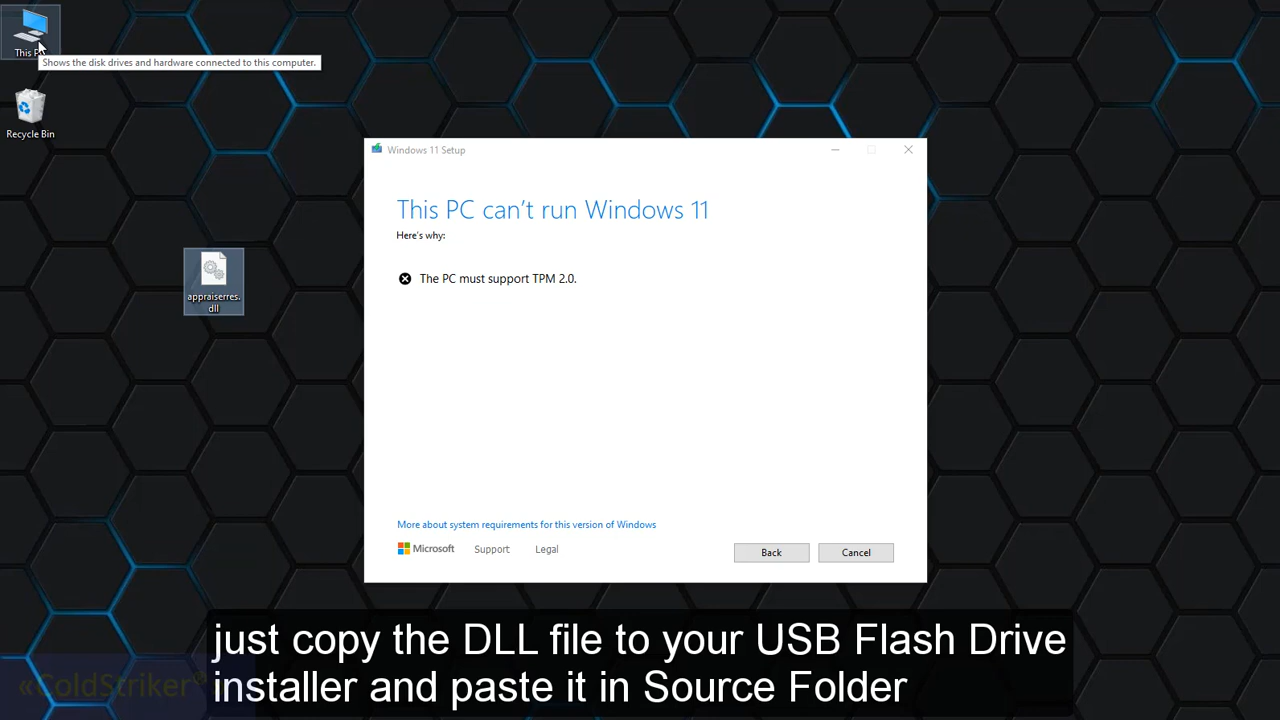 This PC
Shows the disk drives and hardware connected to this computer.
Recycle Bin
Windows 11 Setup
This PC can't run Windows 11
Here's why:
appraiserres.
dll
The PC must support TPM 2.0.
More about system requirements for this version of Windows
Microsoft
Support
Legal
Back
Cancel
just copy the DLL file to your USB Flash Drive
installer and paste it in Source Folder
«ColdStriker®